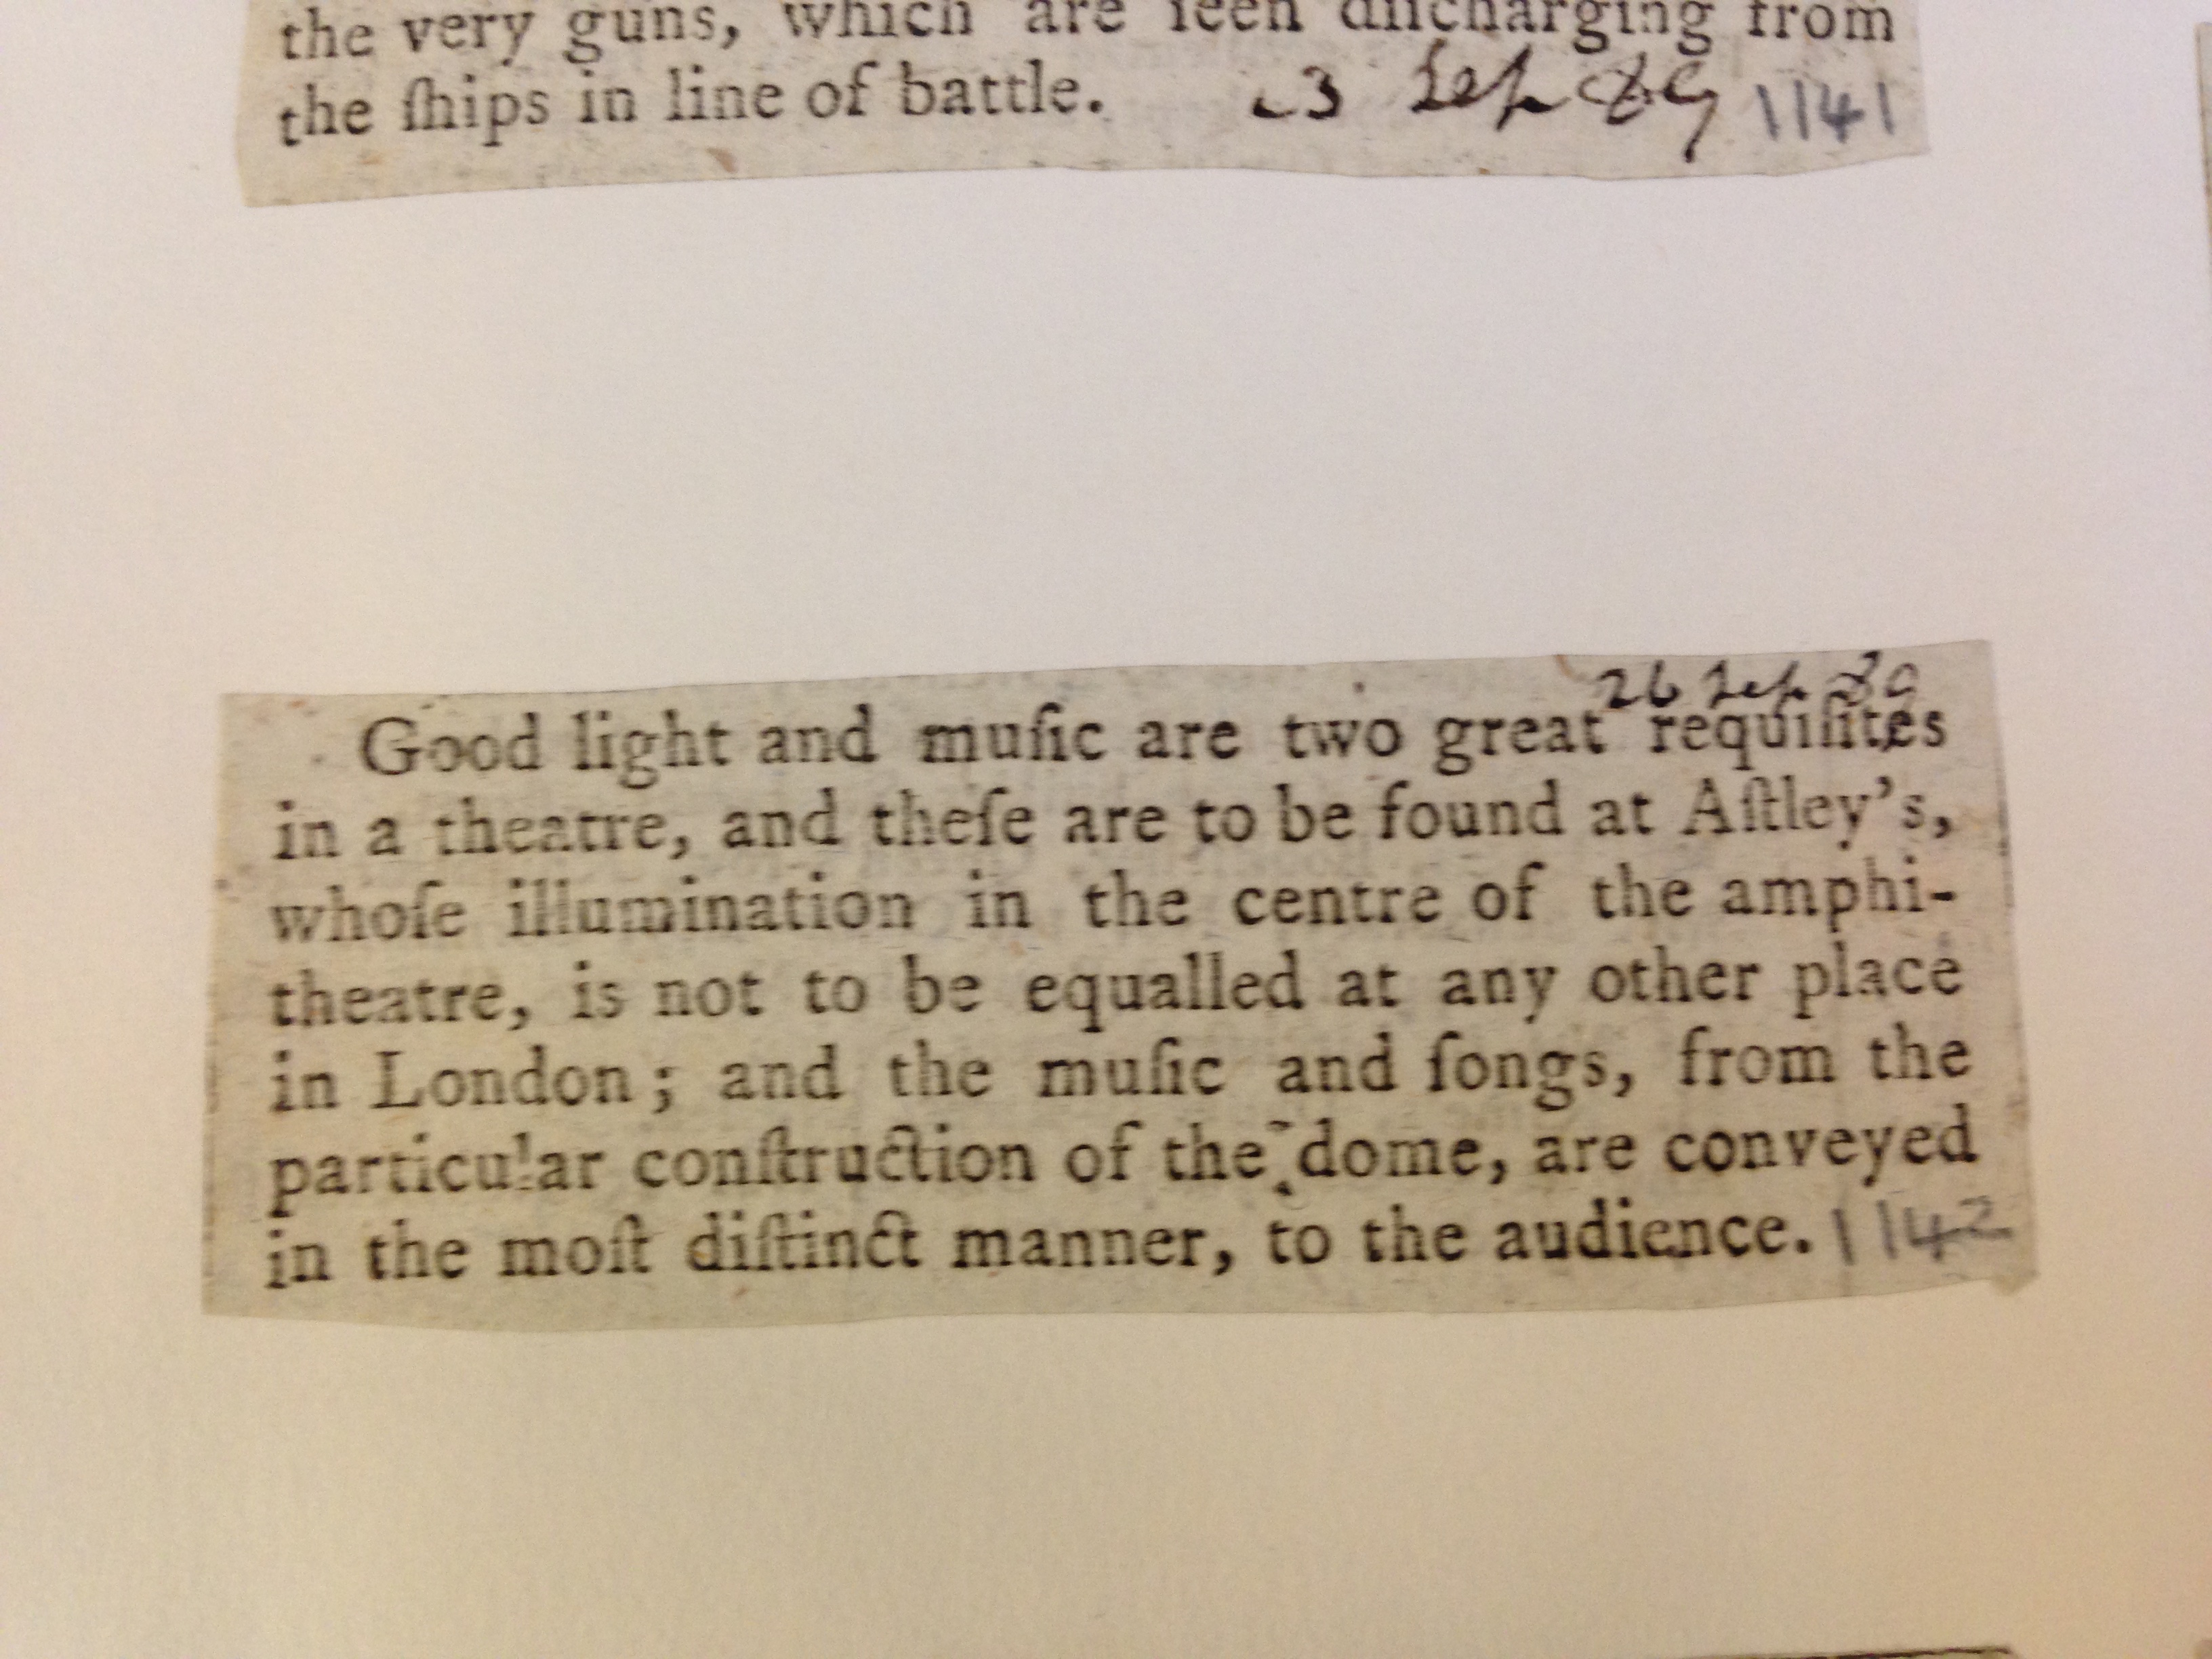 the very guns, which are ſeen diſcharging from
the ſhips in line of battle. 23 Sep 89 1141
26 Sep 89
Good light and muſic are two great requiſites
in a theatre, and theſe are to be found at Aſtley's,
whoſe illumination in the centre of the amphi-
theatre, is not to be equalled at any other place
in London; and the muſic and ſongs, from the
particular conſtruction of the dome, are conveyed
in the moſt diſtinct manner, to the audience. 1142